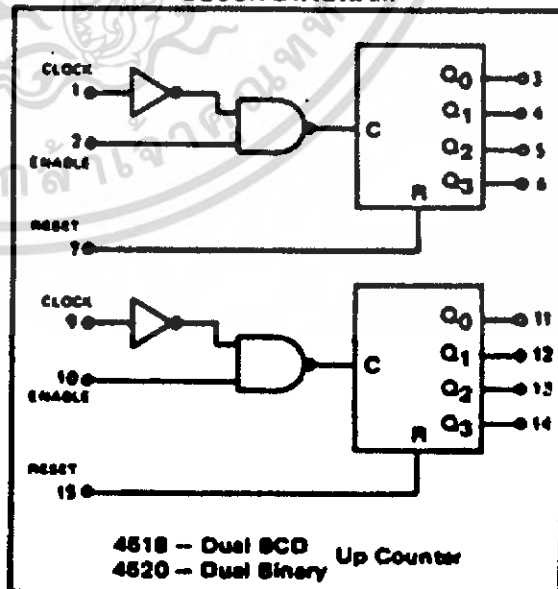 CLOCK
1
2
ENABLE
RESET
7
C
R
Q0
Q1
Q2
Q3
3
4
5
6
CLOCK
9
10
ENABLE
RESET
15
C
R
Q0
Q1
Q2
Q3
11
12
13
14
4518 — Dual BCD
4520 — Dual Binary
Up Counter